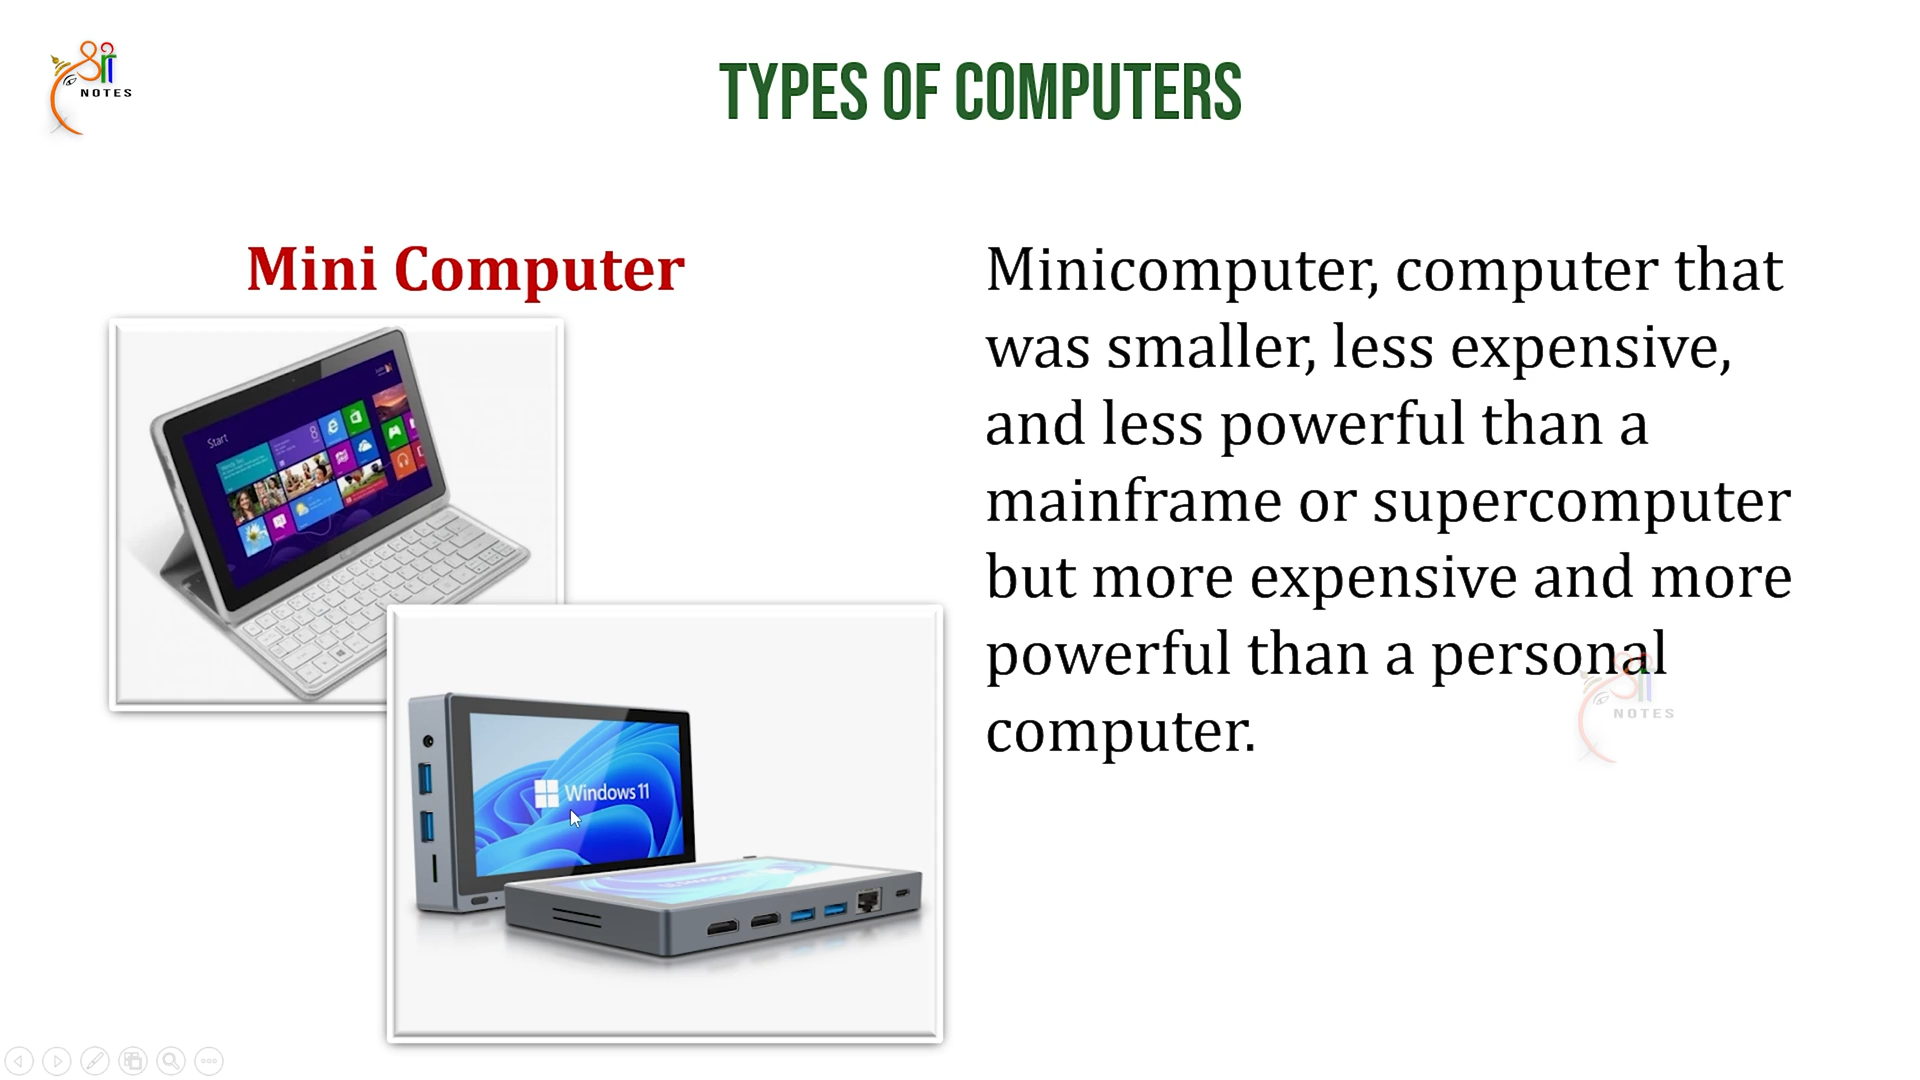 श्री
NOTES
TYPES OF COMPUTERS
Mini Computer
Start
Windows 11
Minicomputer, computer that
was smaller, less expensive,
and less powerful than a
mainframe or supercomputer
but more expensive and more
powerful than a personal
computer.
श्री
NOTES